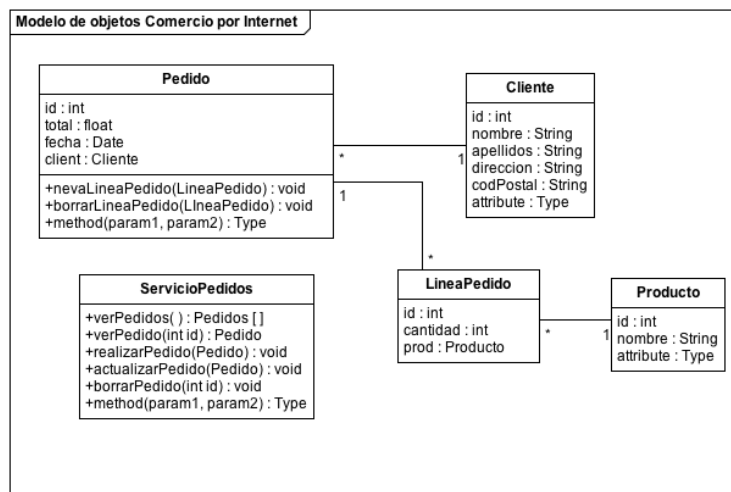 Modelo de objetos Comercio por Internet
Pedido
id : int
total : float
fecha : Date
client : Cliente
+nevaLineaPedido(LineaPedido) : void
+borrarLineaPedido(LIneaPedido) : void
+method(param1, param2) : Type
Cliente
id : int
nombre : String
apellidos : String
direccion : String
codPostal : String
attribute : Type
*
1
1
*
ServicioPedidos
+verPedidos( ) : Pedidos [ ]
+verPedido(int id) : Pedido
+realizarPedido(Pedido) : void
+actualizarPedido(Pedido) : void
+borrarPedido(int id) : void
+method(param1, param2) : Type
LineaPedido
id : int
cantidad : int
prod : Producto
*
1
Producto
id : int
nombre : String
attribute : Type